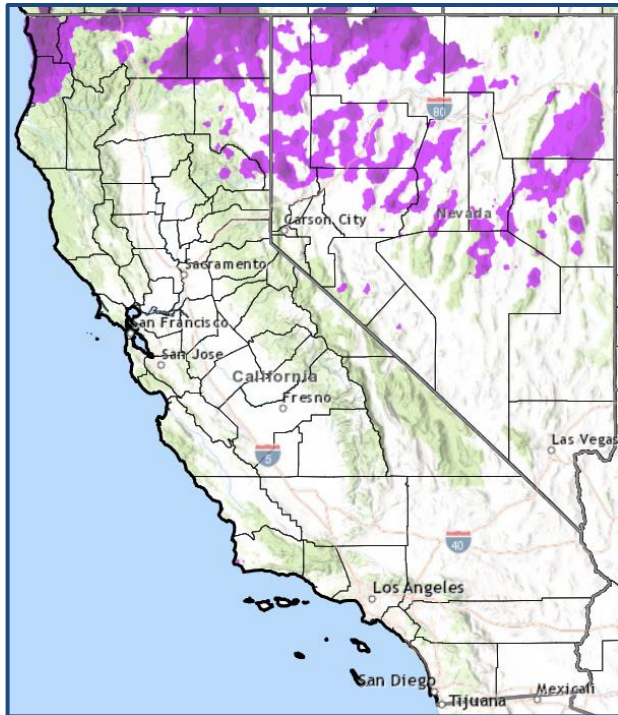 80
Carson City
Nevada
Sacramento
San Francisco
San Jose
California
Fresno
5
Las Vegas
40
Los Angeles
San Diego
Tijuana
Mexicali